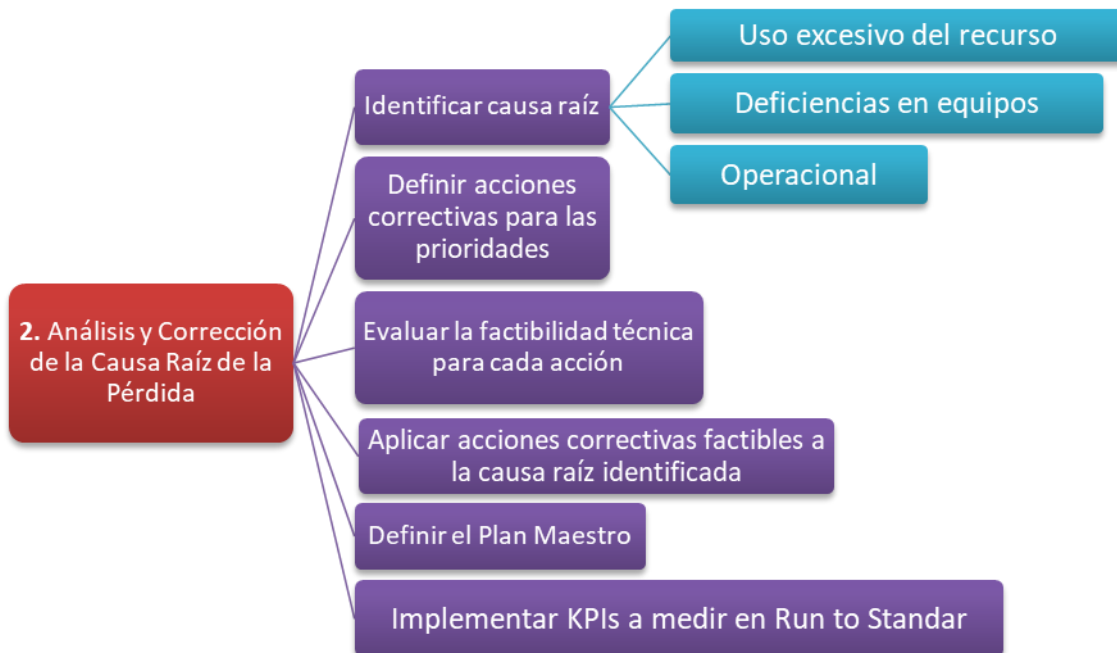 2. Análisis y Corrección
de la Causa Raíz de la
Pérdida
Identificar causa raíz
Uso excesivo del recurso
Deficiencias en equipos
Operacional
Definir acciones
correctivas para las
prioridades
Evaluar la factibilidad técnica
para cada acción
Aplicar acciones correctivas factibles a
la causa raíz identificada
Definir el Plan Maestro
Implementar KPIs a medir en Run to Standar